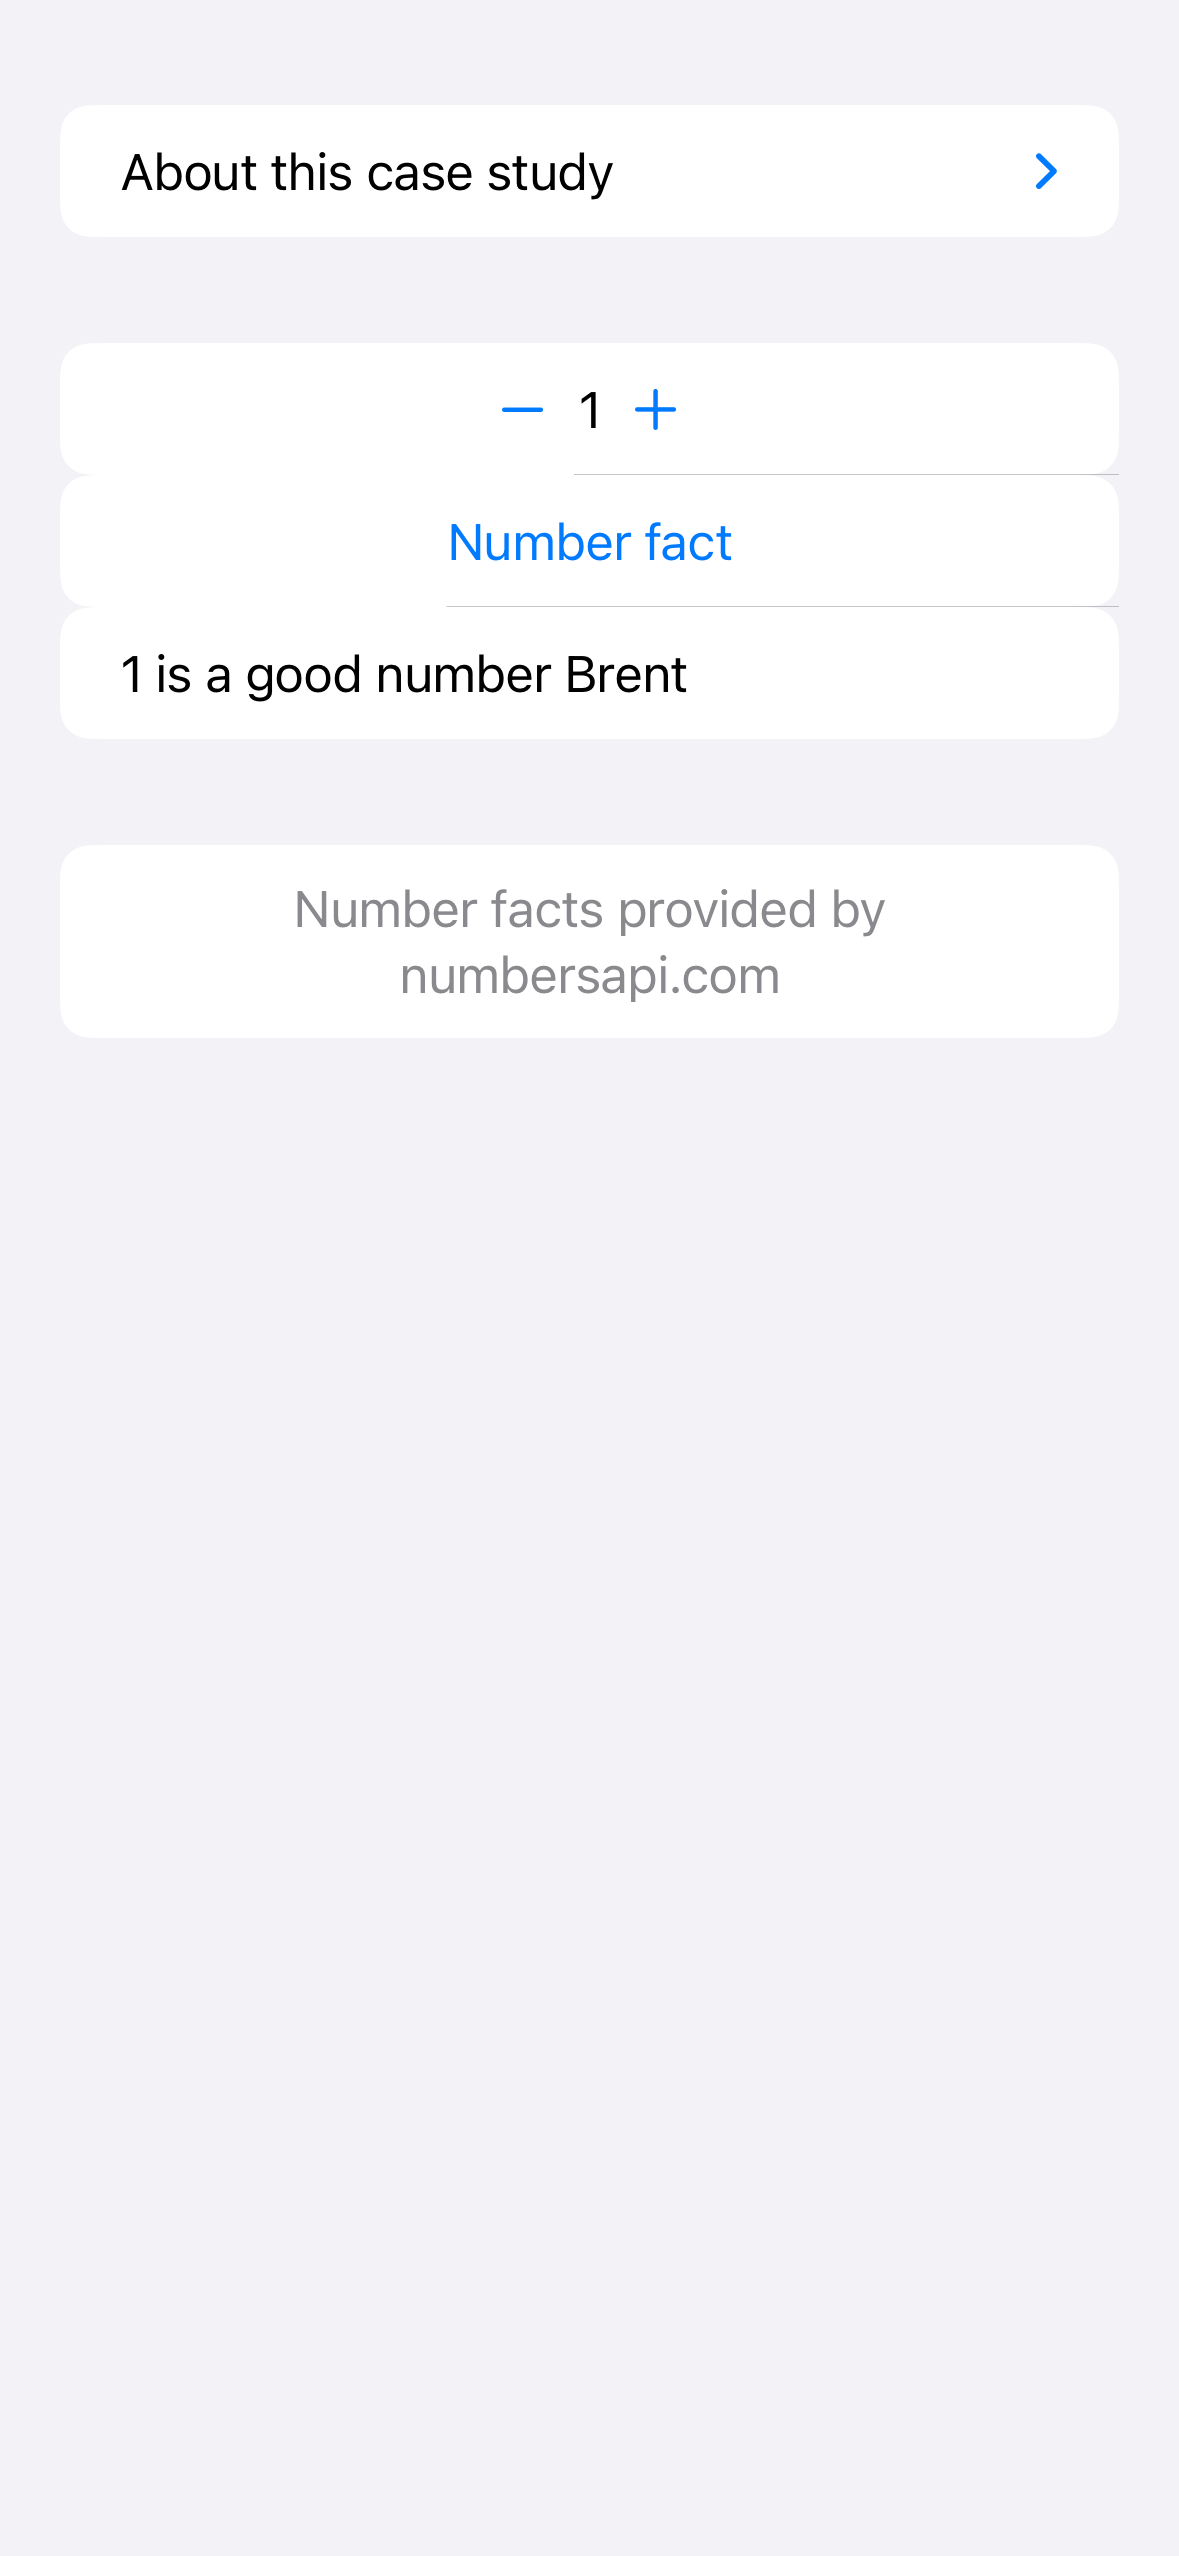 About this case study
1
Number fact
1 is a good number Brent
Number facts provided by
numbersapi.com